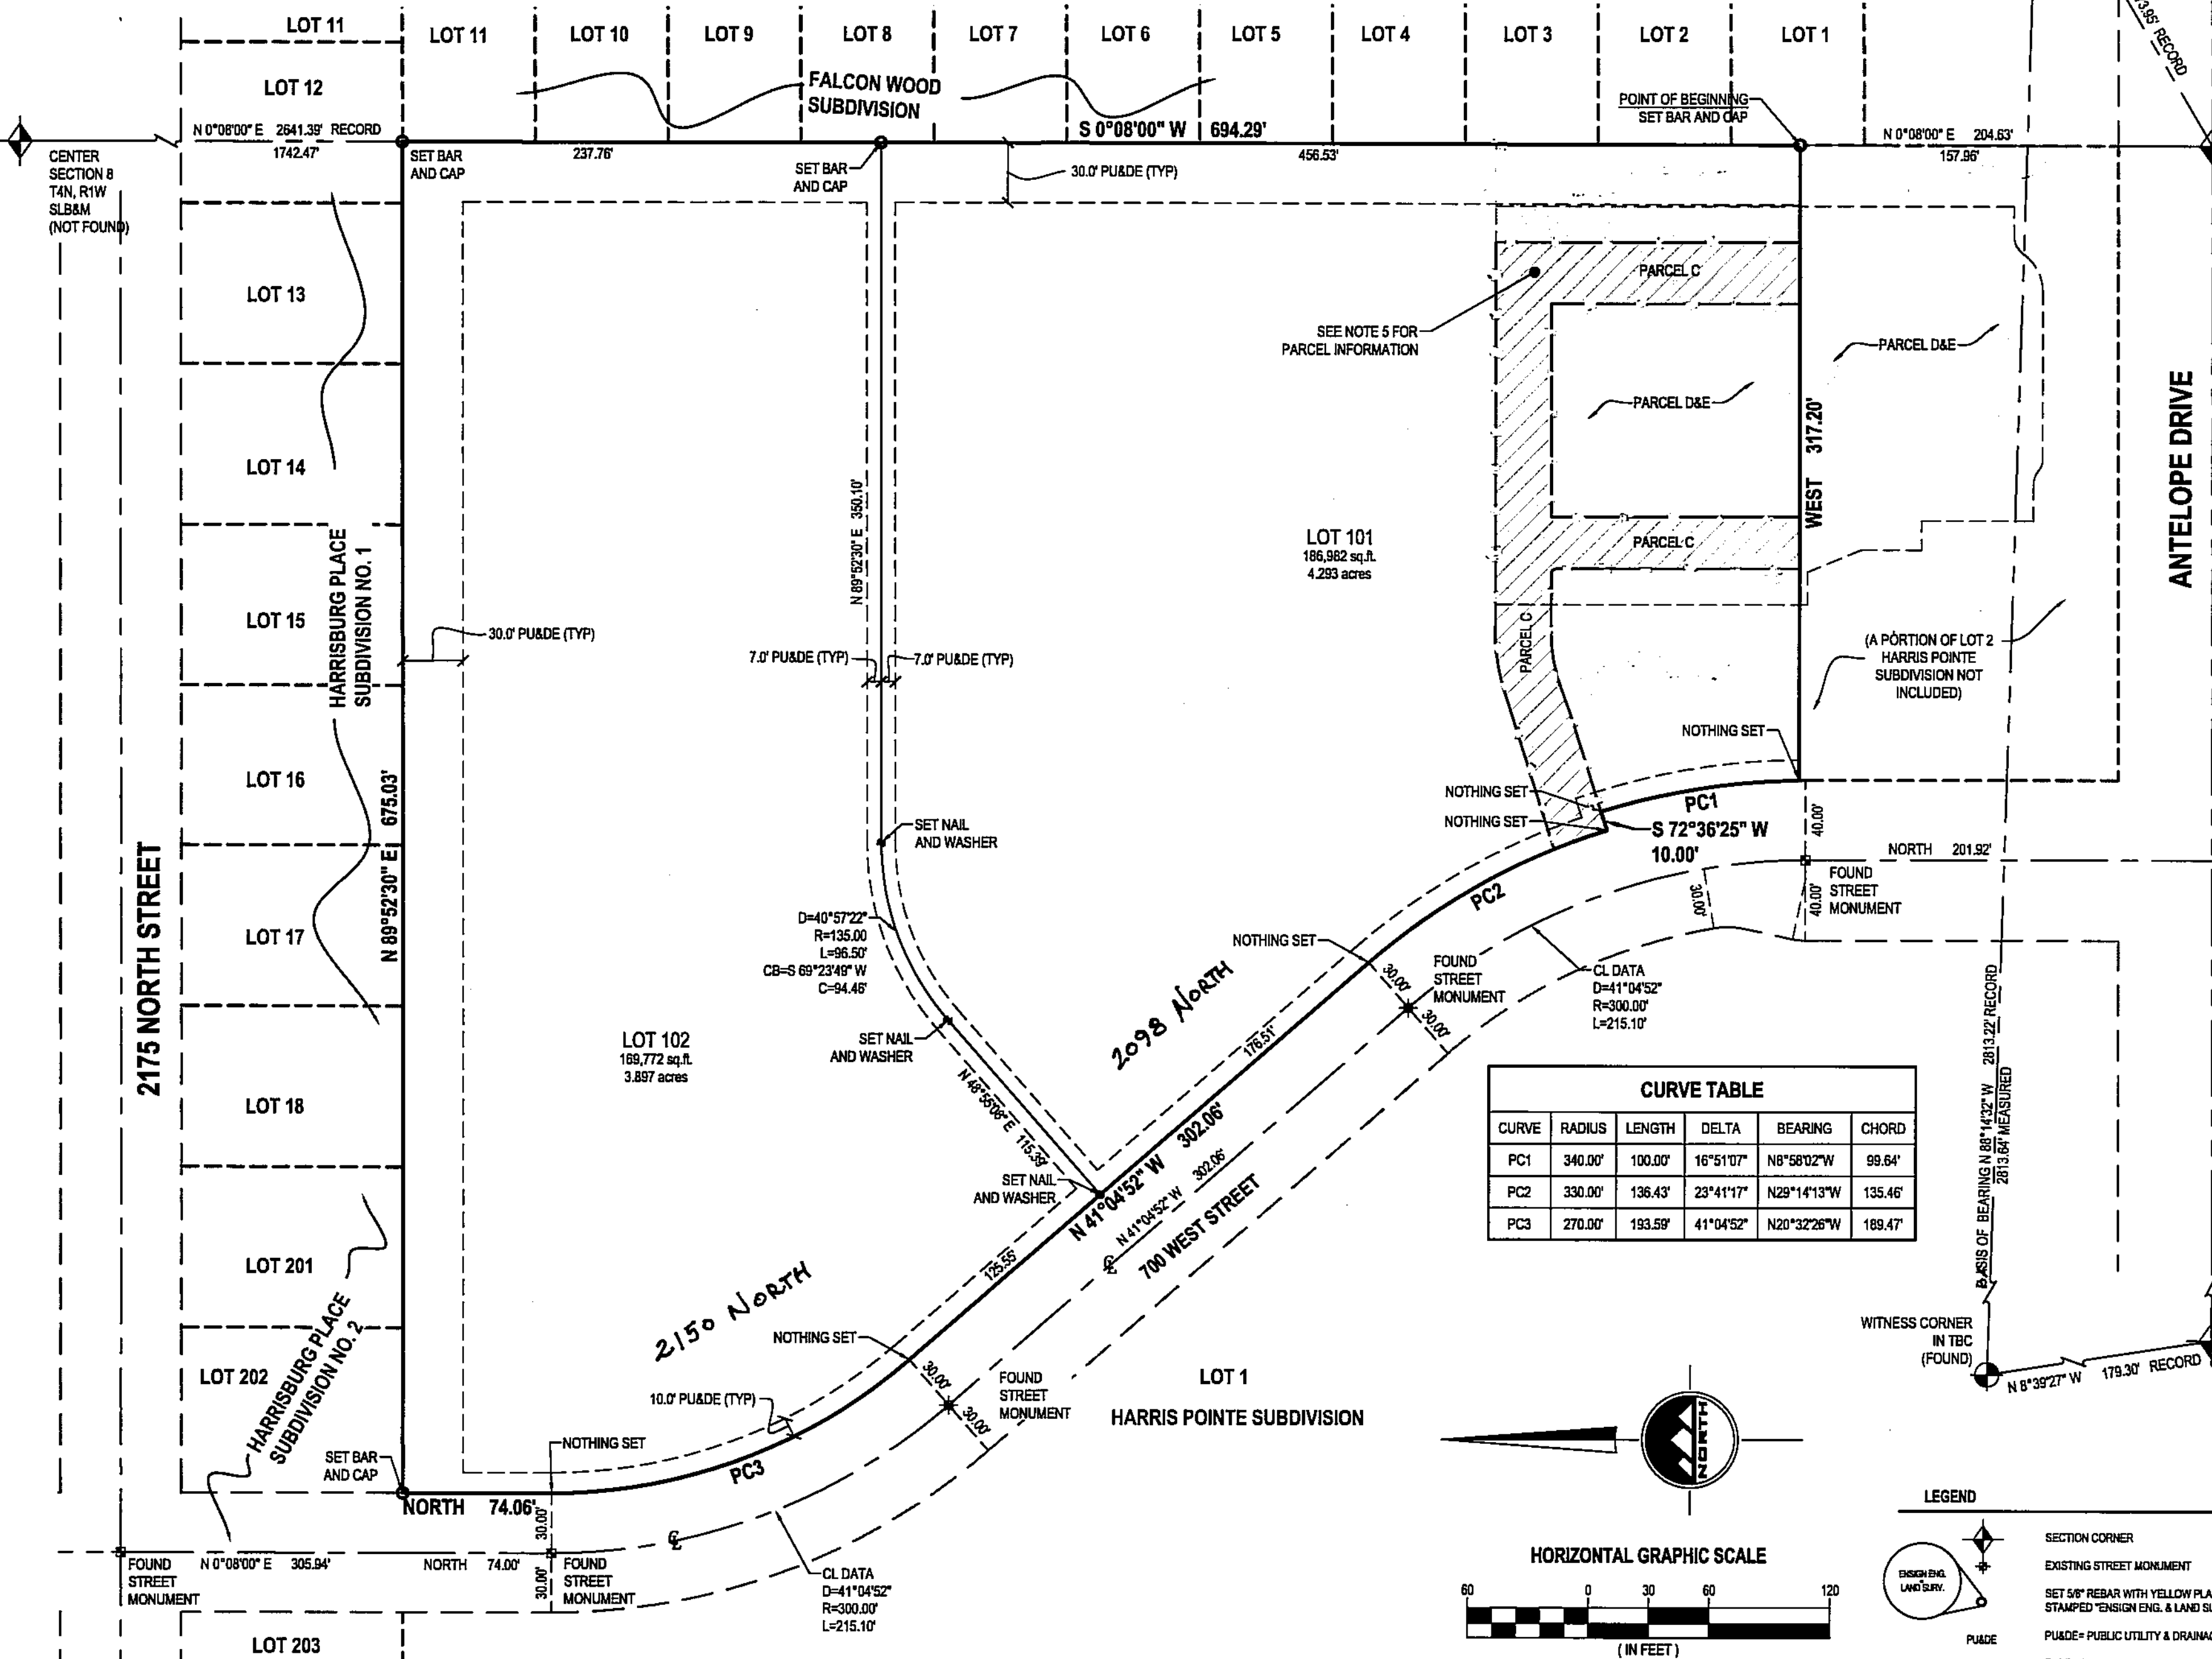 LOT 11
LOT 11
LOT 10
LOT 9
LOT 8
LOT 7
LOT 6
LOT 5
LOT 4
LOT 3
LOT 2
LOT 1
73.95' RECORD
LOT 12
FALCON WOOD
SUBDIVISION
POINT OF BEGINNING
SET BAR AND CAP
N 0°08'00" E 2641.39' RECORD
1742.47'
S 0°08'00" W 694.29'
N 0°08'00" E 204.63'
157.96'
CENTER
SECTION 8
T4N, R1W
SLB&M
(NOT FOUND)
SET BAR
AND CAP
237.76'
SET BAR
AND CAP
456.53'
30.0' PU&DE (TYP)
LOT 13
PARCEL C
SEE NOTE 5 FOR
PARCEL INFORMATION
PARCEL D&E
PARCEL D&E
WEST 317.20'
ANTELOPE DRIVE
LOT 14
HARRISBURG PLACE
SUBDIVISION NO. 1
N 89°52'30" E 350.10'
LOT 101
186,982 sq.ft.
4.293 acres
PARCEL C
LOT 15
30.0' PU&DE (TYP)
7.0' PU&DE (TYP)
7.0' PU&DE (TYP)
PARCEL C
(A PORTION OF LOT 2
HARRIS POINTE
SUBDIVISION NOT
INCLUDED)
LOT 16
N 89°52'30" E 675.03'
NOTHING SET
NOTHING SET
NOTHING SET
PC1
S 72°36'25" W
10.00'
40.00'
NORTH 201.92'
40.00'
FOUND
STREET
MONUMENT
30.00'
SET NAIL
AND WASHER
2175 NORTH STREET
LOT 17
D=40°57'22"
R=135.00
L=96.50'
CB=S 69°23'49" W
C=94.46'
PC2
NOTHING SET
30.00'
FOUND
STREET
MONUMENT
30.00'
CL DATA
D=41°04'52"
R=300.00'
L=215.10'
LOT 102
169,772 sq.ft.
3.897 acres
SET NAIL
AND WASHER
2098 NORTH
176.51'
LOT 18
N 48°55'08" E 115.39'
CURVE TABLE
CURVE RADIUS LENGTH DELTA BEARING CHORD
PC1 340.00' 100.00' 16°51'07" N8°58'02"W 99.64'
PC2 330.00' 136.43' 23°41'17" N29°14'13"W 135.46'
PC3 270.00' 193.59' 41°04'52" N20°32'26"W 189.47'
BASIS OF BEARING N 88°14'32" W 2813.22' RECORD
2813.64' MEASURED
SET NAIL
AND WASHER
N 41°04'52" W 302.06'
N 41°04'52" W 302.06'
700 WEST STREET
LOT 201
HARRISBURG PLACE
SUBDIVISION NO. 2
125.55'
2150 NORTH
LOT 202
NOTHING SET
30.00'
FOUND
STREET
MONUMENT
30.00'
WITNESS CORNER
IN TBC
(FOUND)
N 8°39'27" W 179.30' RECORD
LOT 1
HARRIS POINTE SUBDIVISION
10.0' PU&DE (TYP)
NOTHING SET
SET BAR
AND CAP
PC3
NORTH 74.06'
30.00'
NORTH
LEGEND
FOUND
STREET
MONUMENT
N 0°08'00" E 305.94'
NORTH 74.00'
30.00'
FOUND
STREET
MONUMENT
CL DATA
D=41°04'52"
R=300.00'
L=215.10'
HORIZONTAL GRAPHIC SCALE
60 0 30 60 120
( IN FEET )
SECTION CORNER
EXISTING STREET MONUMENT
ENSIGN ENG.
LAND SURV.
SET 5/8" REBAR WITH YELLOW PLA
STAMPED "ENSIGN ENG. & LAND SU
PU&DE
PU&DE= PUBLIC UTILITY & DRAINAG
LOT 203